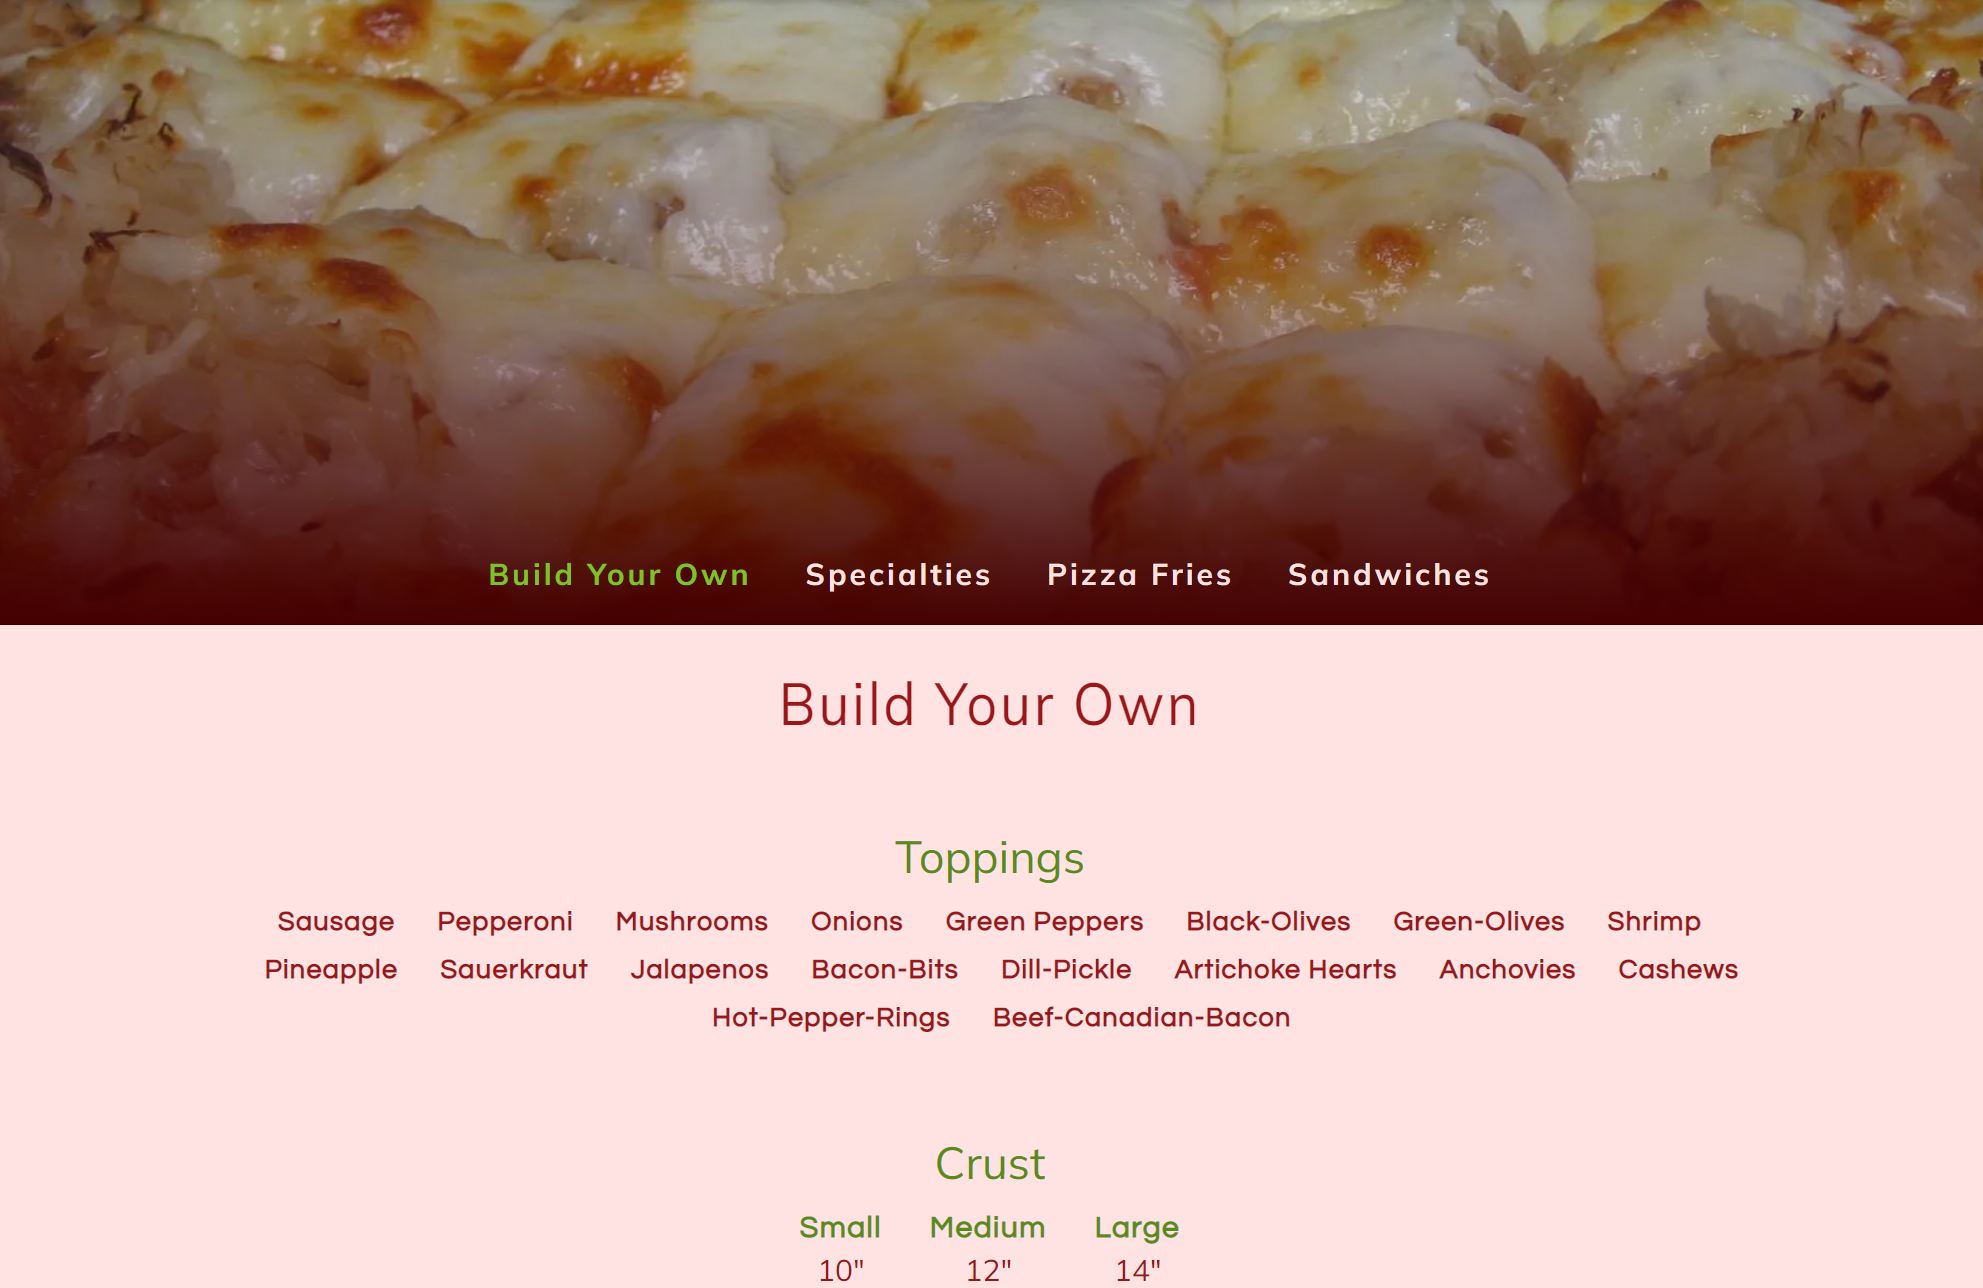 Build Your Own Specialties Pizza Fries Sandwiches
Build Your Own
Toppings
Sausage Pepperoni Mushrooms Onions Green Peppers Black-Olives Green-Olives Shrimp
Pineapple Sauerkraut Jalapenos Bacon-Bits Dill-Pickle Artichoke Hearts Anchovies Cashews
Hot-Pepper-Rings Beef-Canadian-Bacon
Crust
Small Medium Large
10" 12" 14"